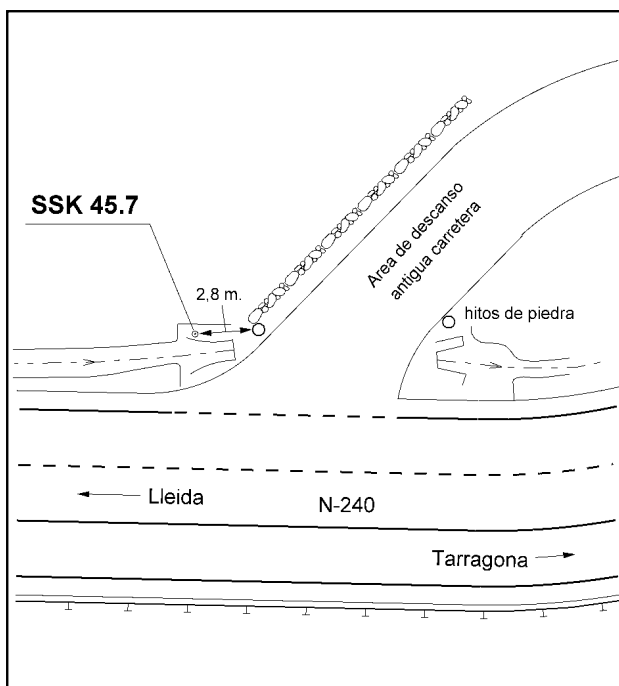 SSK 45.7
2,8 m.
Area de descanso
antigua carretera
hitos de piedra
Lleida
N-240
Tarragona